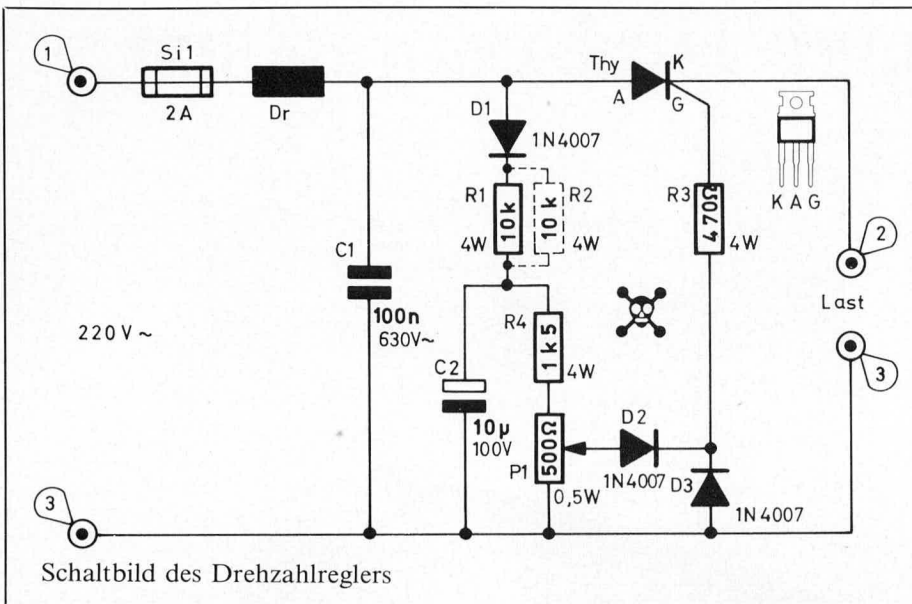 1
Si1
2A
Dr
Thy
A
K
G
D1
1N4007
R1
10k
4W
R2
10k
4W
R3
470Ω
4W
K A G
2
Last
3
C1
100n
630V~
220V~
R4
1k5
4W
C2
10µ
100V
P1
500Ω
0,5W
D2
1N4007
D3
1N4007
3
Schaltbild des Drehzahlreglers